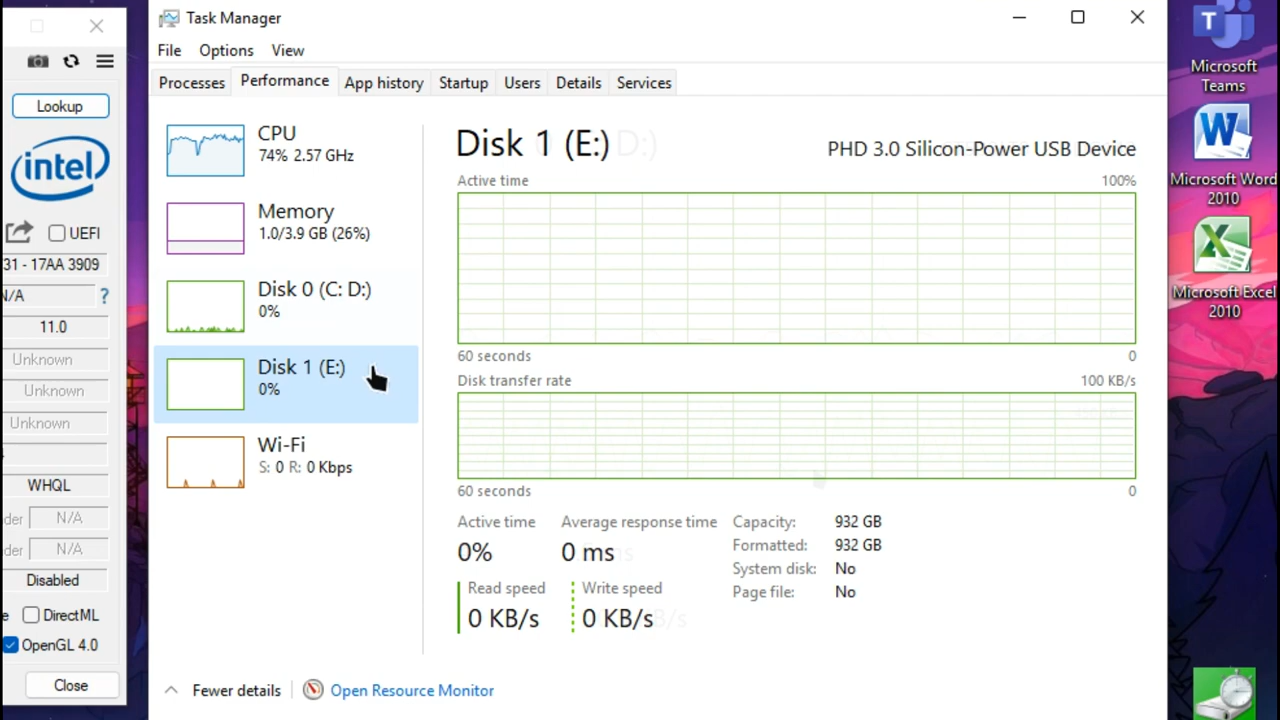 Task Manager
File Options View
Processes Performance App history Startup Users Details Services
Lookup
intel
UEFI
31 - 17AA 3909
N/A ?
11.0
Unknown
Unknown
Unknown
WHQL
der N/A
der N/A
Disabled
e DirectML
OpenGL 4.0
Close
CPU
74% 2.57 GHz
Memory
1.0/3.9 GB (26%)
Disk 0 (C: D:)
0%
Disk 1 (E:)
0%
Wi-Fi
S: 0 R: 0 Kbps
Disk 1 (E:) D:)
PHD 3.0 Silicon-Power USB Device
Active time 100%
60 seconds 0
Disk transfer rate 100 KB/s
60 seconds 0
Active time Average response time
0% 0 ms
Read speed Write speed
0 KB/s 0 KB/s
Capacity: 932 GB
Formatted: 932 GB
System disk: No
Page file: No
Fewer details Open Resource Monitor
Microsoft
Teams
Microsoft Word
2010
Microsoft Excel
2010